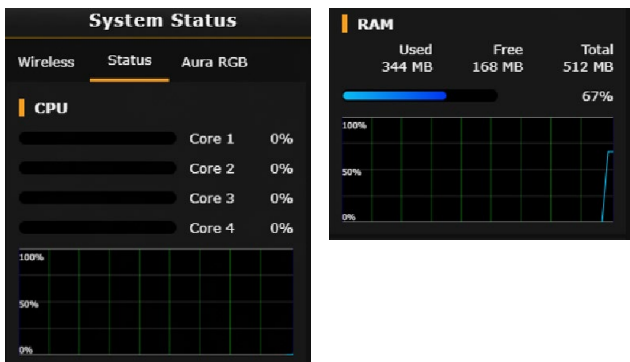 System Status
Wireless Status Aura RGB
CPU
Core 1 0%
Core 2 0%
Core 3 0%
Core 4 0%
100%
50%
0%
RAM
Used Free Total
344 MB 168 MB 512 MB
67%
100%
50%
0%